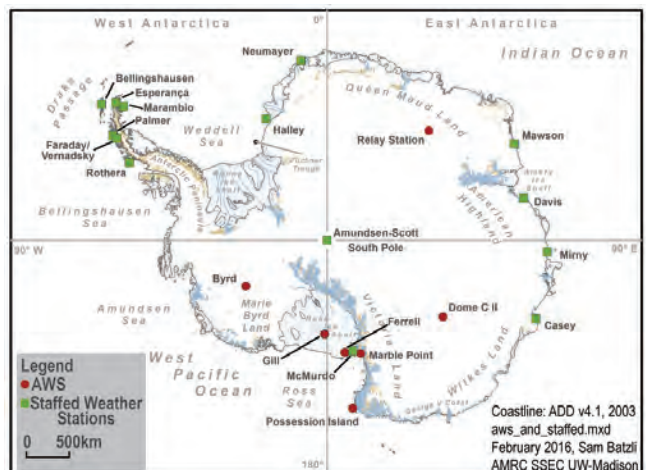 West Antarctica
0°
East Antarctica
Indian Ocean
Neumayer
Bellingshausen
Esperança
Marambio
Palmer
Drake Passage
Weddell Sea
Halley
Queen Maud Land
Relay Station
Mawson
Faraday/
Vernadsky
Rothera
Antarctic Peninsula
Bellingshausen Sea
American Highland
Davis
Amundsen-Scott
South Pole
90° W
90° E
Mirny
Byrd
Amundsen Sea
Marie Byrd Land
Dome C II
Ferrell
Victoria Land
Casey
Wilkes Land
West Pacific Ocean
Gill
McMurdo
Marble Point
Ross Sea
George V Coast
Possession Island
180°
Legend
AWS
Staffed Weather
Stations
0 500km
Coastline: ADD v4.1, 2003
aws_and_staffed.mxd
February 2016, Sam Batzli
AMRC SSEC UW-Madison